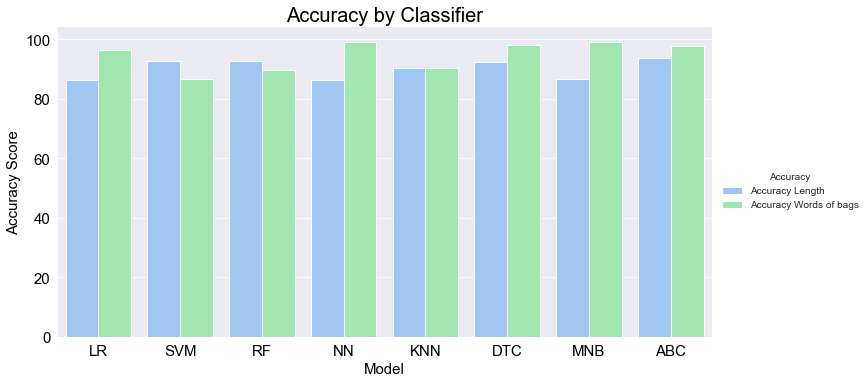 Accuracy by Classifier
Accuracy Score
100
80
60
40
20
0
LR SVM RF NN KNN DTC MNB ABC
Model
Accuracy
Accuracy Length
Accuracy Words of bags